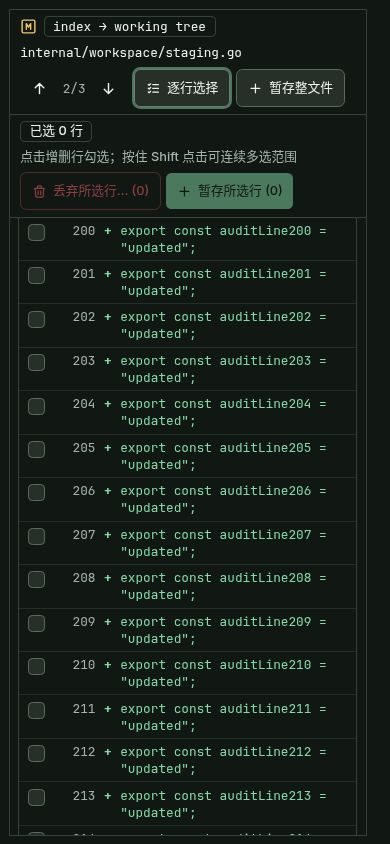 M index → working tree
internal/workspace/staging.go
2/3 逐行选择 暂存整文件
已选 0 行
点击增删行勾选；按住 Shift 点击可连续多选范围
丢弃所选行... (0) 暂存所选行 (0)
200 + export const auditLine200 =
"updated";
201 + export const auditLine201 =
"updated";
202 + export const auditLine202 =
"updated";
203 + export const auditLine203 =
"updated";
204 + export const auditLine204 =
"updated";
205 + export const auditLine205 =
"updated";
206 + export const auditLine206 =
"updated";
207 + export const auditLine207 =
"updated";
208 + export const auditLine208 =
"updated";
209 + export const auditLine209 =
"updated";
210 + export const auditLine210 =
"updated";
211 + export const auditLine211 =
"updated";
212 + export const auditLine212 =
"updated";
213 + export const auditLine213 =
"updated";